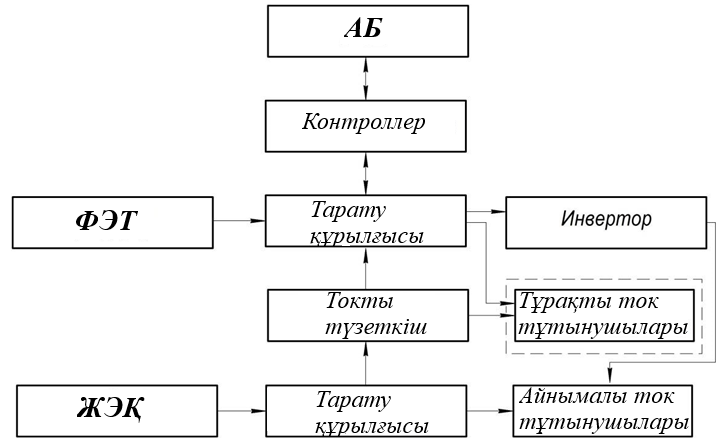 АБ
Контроллер
ФЭТ
Тарату
құрылғысы
Инвертор
Токты
түзеткіш
Тұрақты ток
тұтынушылары
ЖЭҚ
Тарату
құрылғысы
Айнымалы ток
тұтынушылары